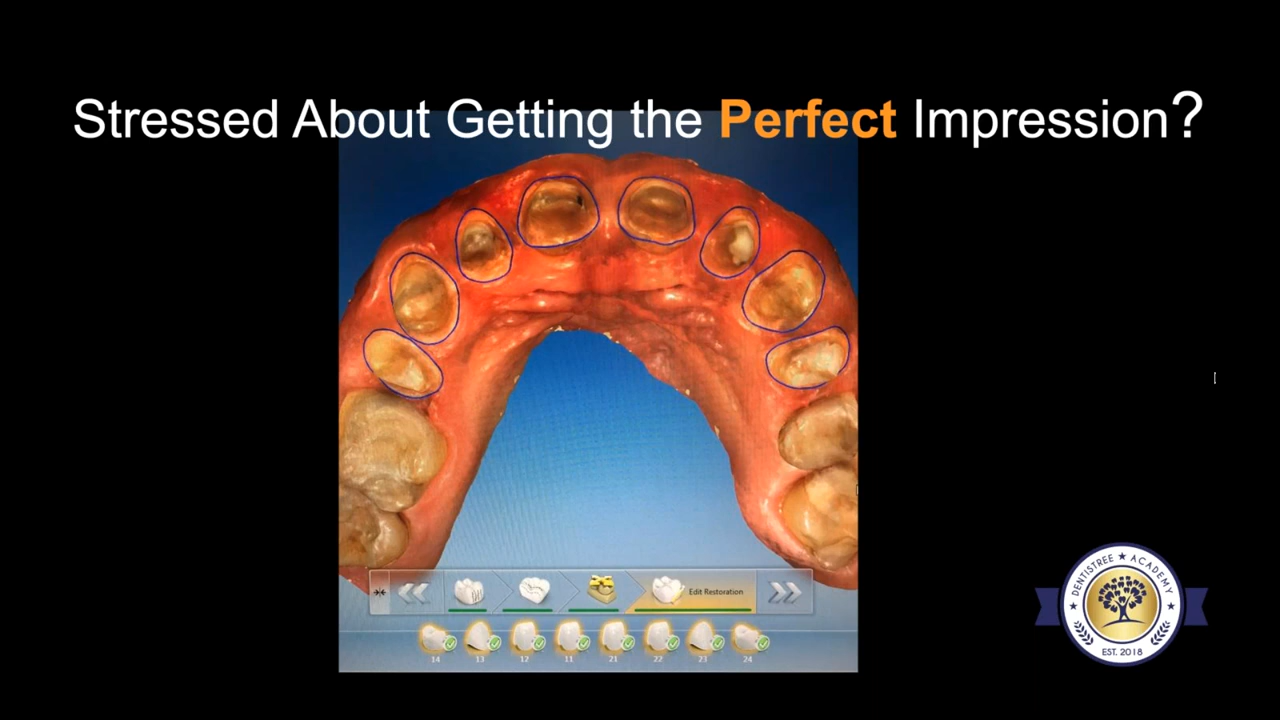 Stressed About Getting the Perfect Impression?
Edit Restoration
14 13 12 11 21 22 23 24
DENTISTREE ★ ACADEMY
EST. 2018